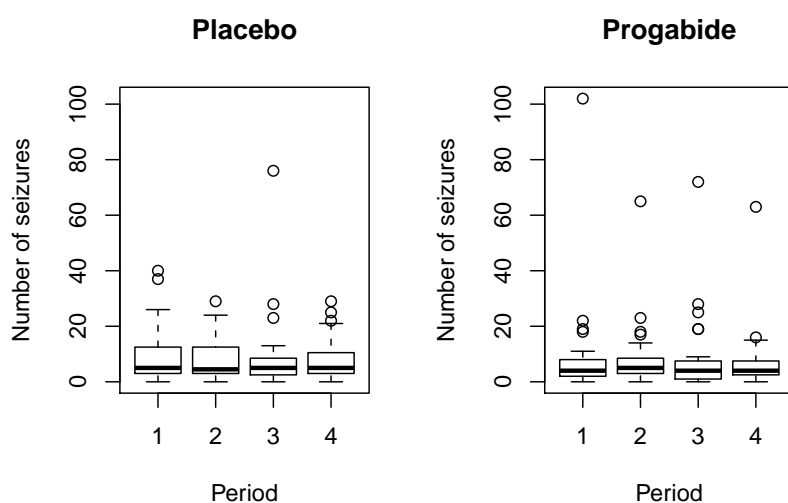 Placebo
Number of seizures
0 20 40 60 80 100
1 2 3 4
Period
Progabide
Number of seizures
0 20 40 60 80 100
1 2 3 4
Period